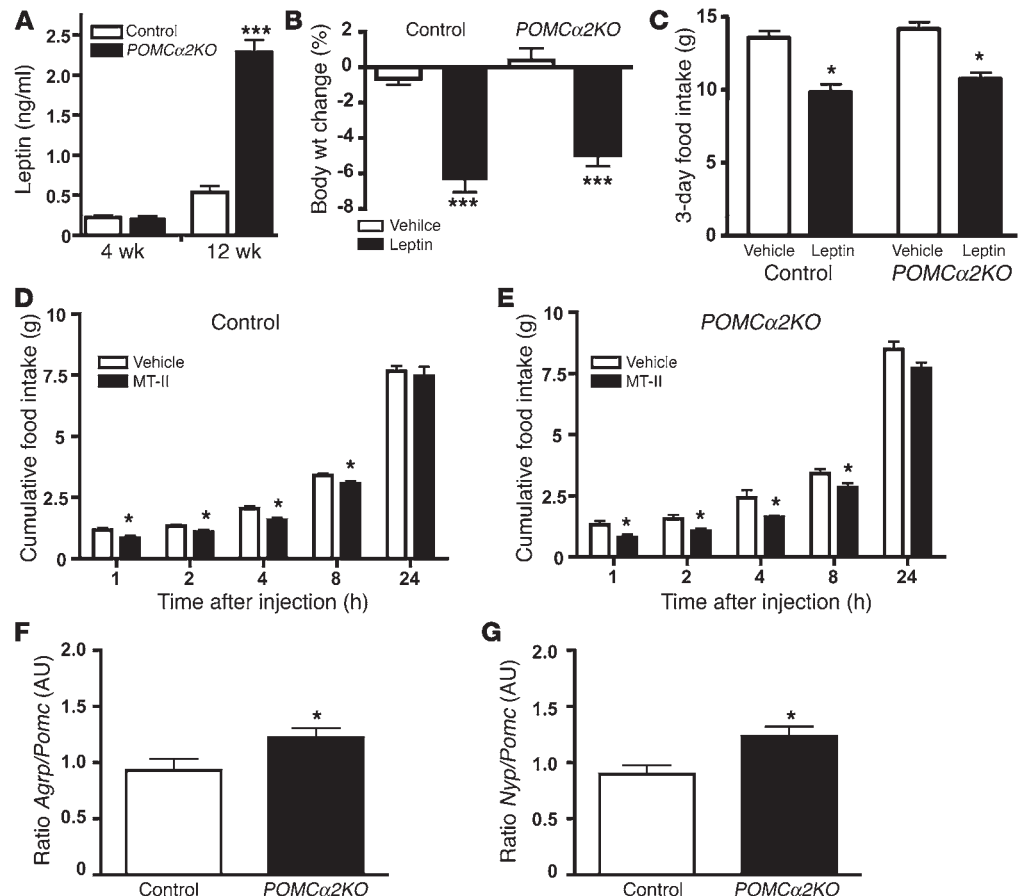 A
Leptin (ng/ml)
2.5
2.0
1.5
1.0
0.5
0
Control
POMCα2KO
***
4 wk
12 wk
B
Body wt change (%)
2
0
-2
-4
-6
-8
Control
POMCα2KO
***
***
Vehilce
Leptin
C
3-day food intake (g)
15
10
5
0
*
*
Vehicle Leptin Vehicle Leptin
Control POMCα2KO
D
Cumulative food intake (g)
10
7.5
5
2.5
0
Control
Vehicle
MT-II
* * * *
1 2 4 8 24
Time after injection (h)
E
Cumulative food intake (g)
10
7.5
5
2.5
0
POMCα2KO
Vehicle
MT-II
* * * *
1 2 4 8 24
Time after injection (h)
F
Ratio Agrp/Pomc (AU)
2.0
1.5
1.0
0.5
0
*
Control POMCα2KO
G
Ratio Nyp/Pomc (AU)
2.0
1.5
1.0
0.5
0
*
Control POMCα2KO